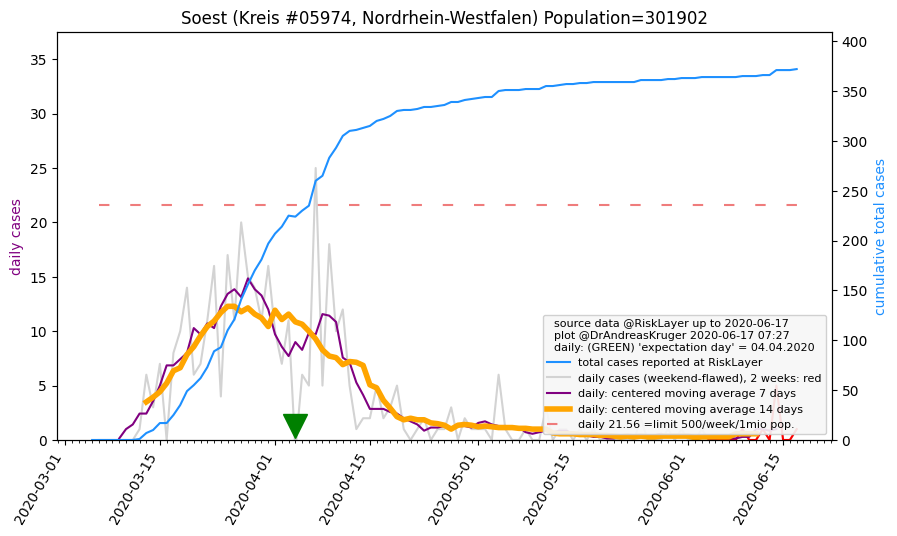 Soest (Kreis #05974, Nordrhein-Westfalen) Population=301902
daily cases
35
30
25
20
15
10
5
0
400
350
300
250
200
150
100
50
0
cumulative total cases
source data @RiskLayer up to 2020-06-17
plot @DrAndreasKruger 2020-06-17 07:27
daily: (GREEN) 'expectation day' = 04.04.2020
total cases reported at RiskLayer
daily cases (weekend-flawed), 2 weeks: red
daily: centered moving average 7 days
daily: centered moving average 14 days
daily 21.56 =limit 500/week/1mio pop.
2020-03-01
2020-03-15
2020-04-01
2020-04-15
2020-05-01
2020-05-15
2020-06-01
2020-06-15